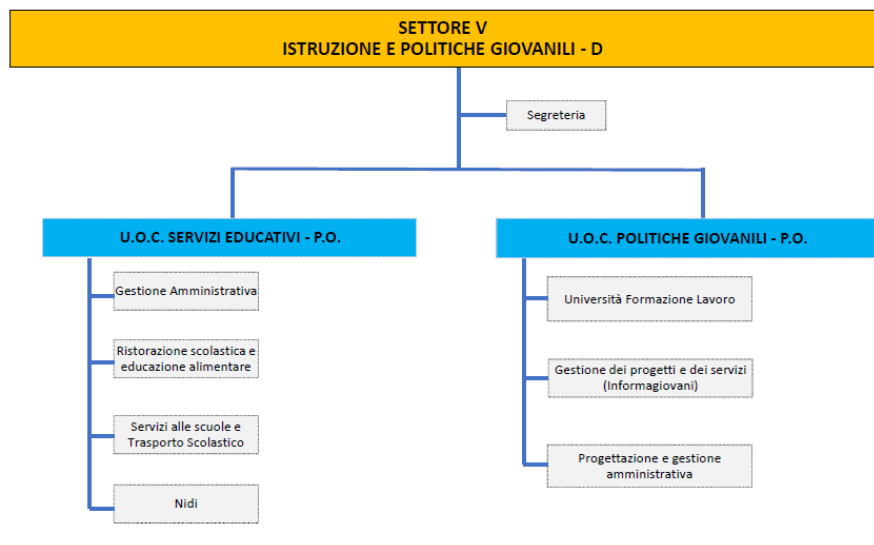 SETTORE V
ISTRUZIONE E POLITICHE GIOVANILI - D
Segreteria
U.O.C. SERVIZI EDUCATIVI - P.O.
Gestione Amministrativa
Ristorazione scolastica e
educazione alimentare
Servizi alle scuole e
Trasporto Scolastico
Nidi
U.O.C. POLITICHE GIOVANILI - P.O.
Università Formazione Lavoro
Gestione dei progetti e dei servizi
(Informagiovani)
Progettazione e gestione
amministrativa